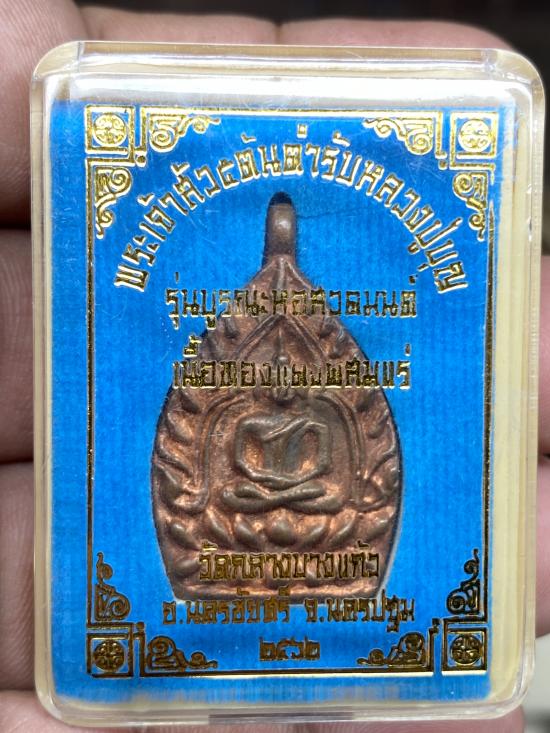 พระเจ้าสัว๕ต้นตำรับหลวงปู่บุญ
รุ่นบูรณะหอสวดมนต์
เนื้อทองแดงผสมแร่
วัดกลางบางแก้ว
อ.นครชัยศรี จ.นครปฐม
๒๕๖๒